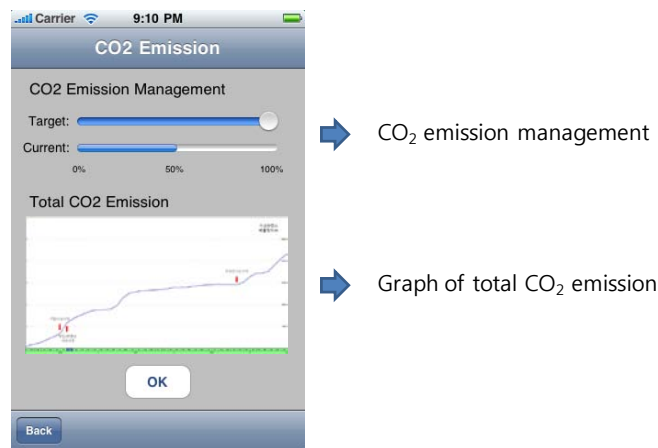 Carrier 9:10 PM
CO2 Emission
CO2 Emission Management
Target:
CO₂ emission management
Current:
0% 50% 100%
Total CO2 Emission
Graph of total CO₂ emission
OK
Back